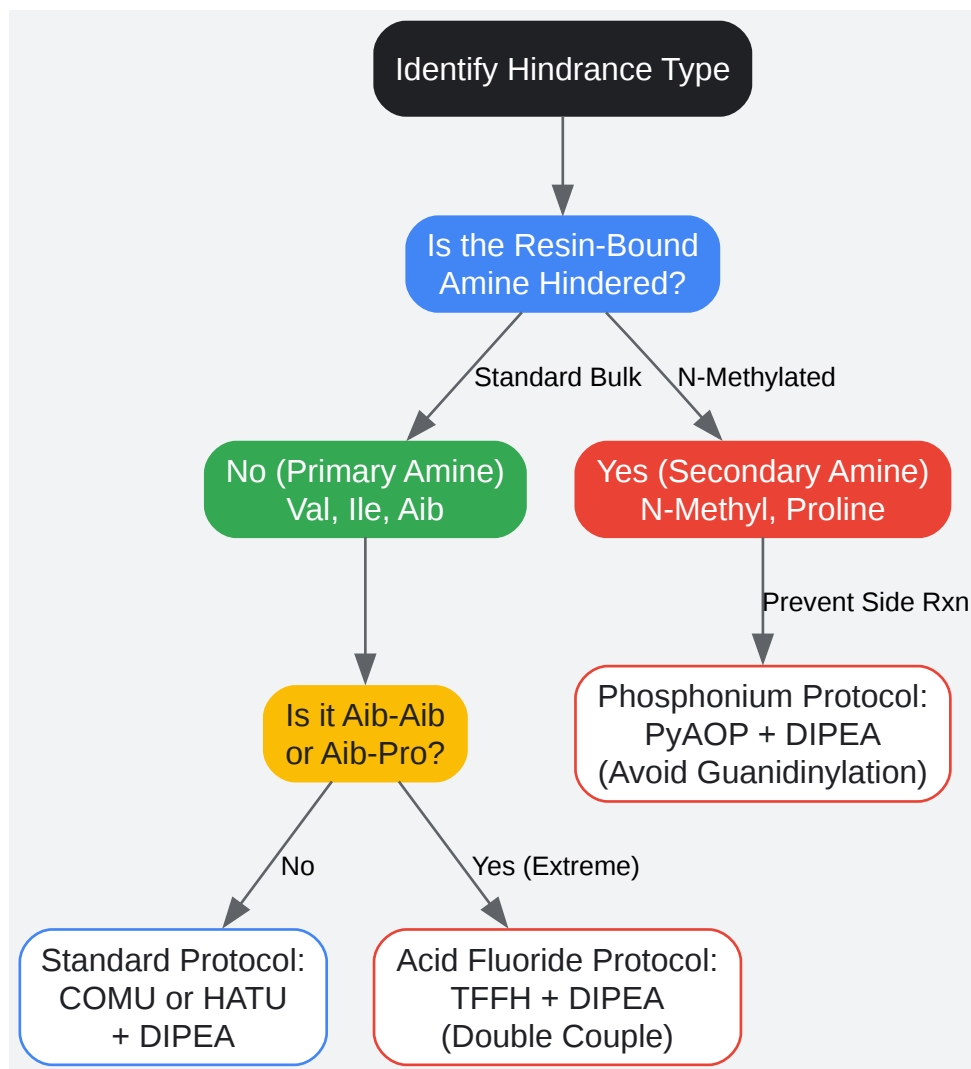 Identify Hindrance Type
Is the Resin-Bound
Amine Hindered?
Standard Bulk
N-Methylated
No (Primary Amine)
Val, Ile, Aib
Yes (Secondary Amine)
N-Methyl, Proline
Prevent Side Rxn
Is it Aib-Aib
or Aib-Pro?
Phosphonium Protocol:
PyAOP + DIPEA
(Avoid Guanidinylation)
No
Yes (Extreme)
Standard Protocol:
COMU or HATU
+ DIPEA
Acid Fluoride Protocol:
TFFH + DIPEA
(Double Couple)